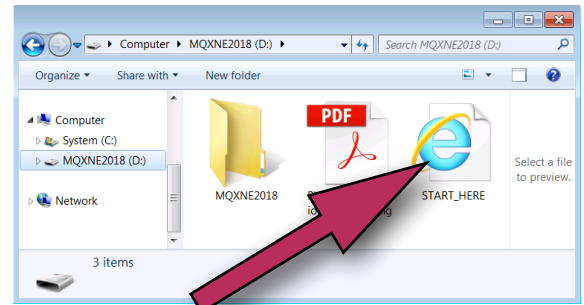 Computer MQXNE2018 (D:) Search MQXNE2018 (D:)
Organize Share with New folder
Computer
System (C:)
MQXNE2018 (D:)
Network
PDF
MQXNE2018
START_HERE
Select a file
to preview.
3 items